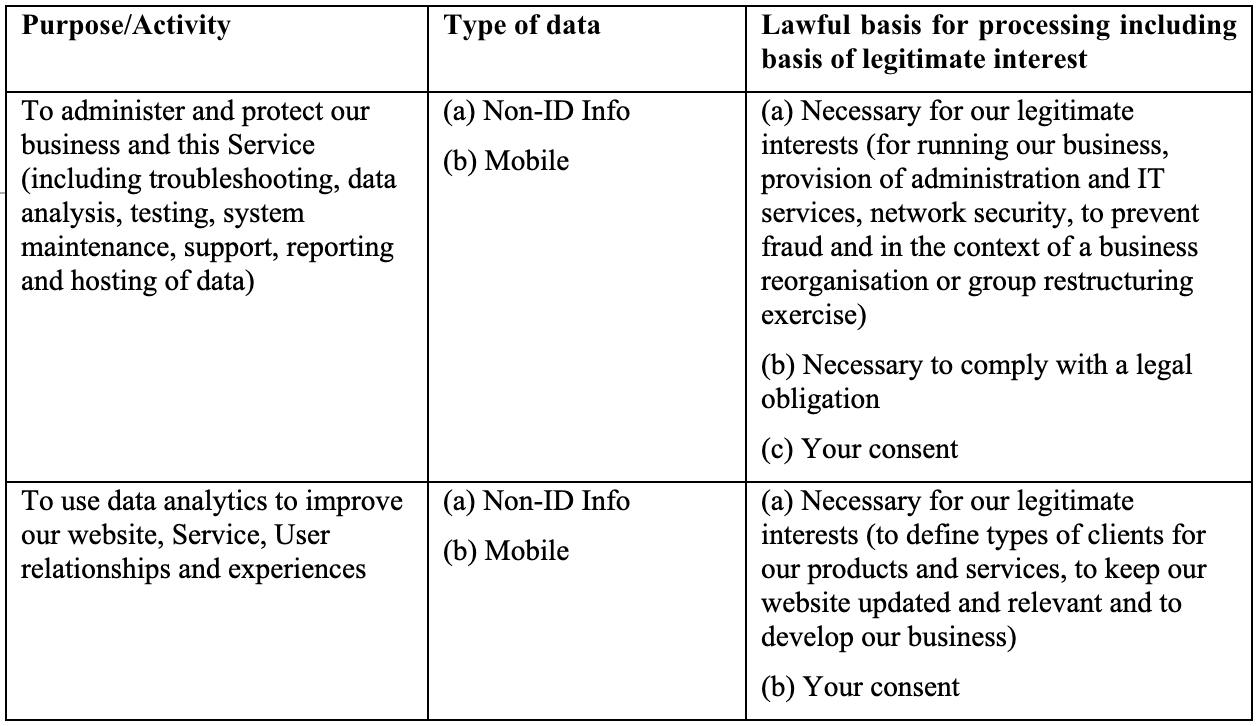 Purpose/Activity
Type of data
Lawful basis for processing including
basis of legitimate interest
To administer and protect our
business and this Service
(including troubleshooting, data
analysis, testing, system
maintenance, support, reporting
and hosting of data)
(a) Non-ID Info
(b) Mobile
(a) Necessary for our legitimate
interests (for running our business,
provision of administration and IT
services, network security, to prevent
fraud and in the context of a business
reorganisation or group restructuring
exercise)
(b) Necessary to comply with a legal
obligation
(c) Your consent
To use data analytics to improve
our website, Service, User
relationships and experiences
(a) Non-ID Info
(b) Mobile
(a) Necessary for our legitimate
interests (to define types of clients for
our products and services, to keep our
website updated and relevant and to
develop our business)
(b) Your consent